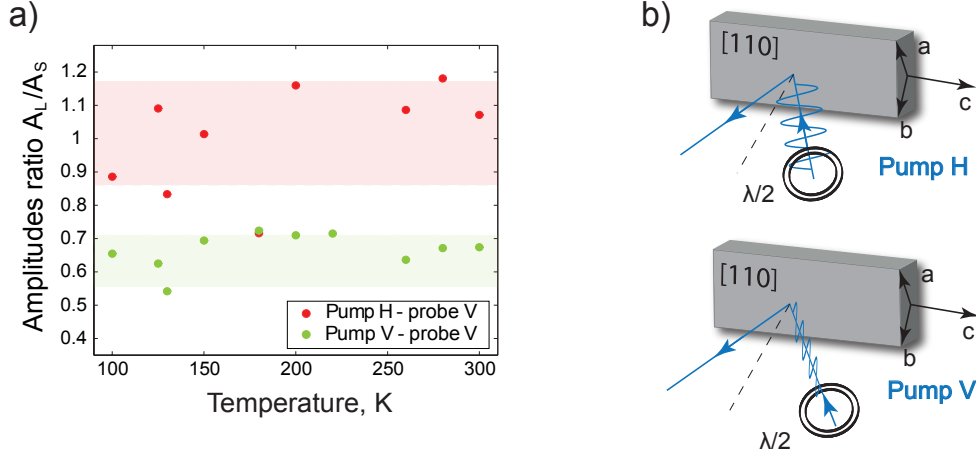 a)
Amplitudes ratio A_L/A_S
1.2
1.1
1
0.9
0.8
0.7
0.6
0.5
0.4
Pump H - probe V
Pump V - probe V
100 150 200 250 300
Temperature, K
b)
[110]
a
c
b
Pump H
λ/2
[110]
a
c
b
Pump V
λ/2